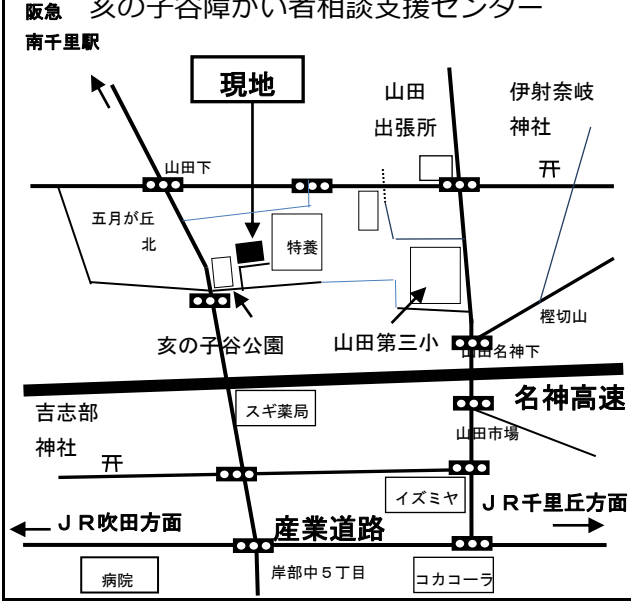 亥の子谷障がい者相談支援センター
阪急
南千里駅
現地
山田
出張所
伊射奈岐
神社
山田下
五月が丘
北
特養
樫切山
亥の子谷公園
山田第三小
山田名神下
名神高速
吉志部
神社
スギ薬局
山田市場
イズミヤ
JR千里丘方面
JR吹田方面
産業道路
病院
岸部中5丁目
コカコーラ